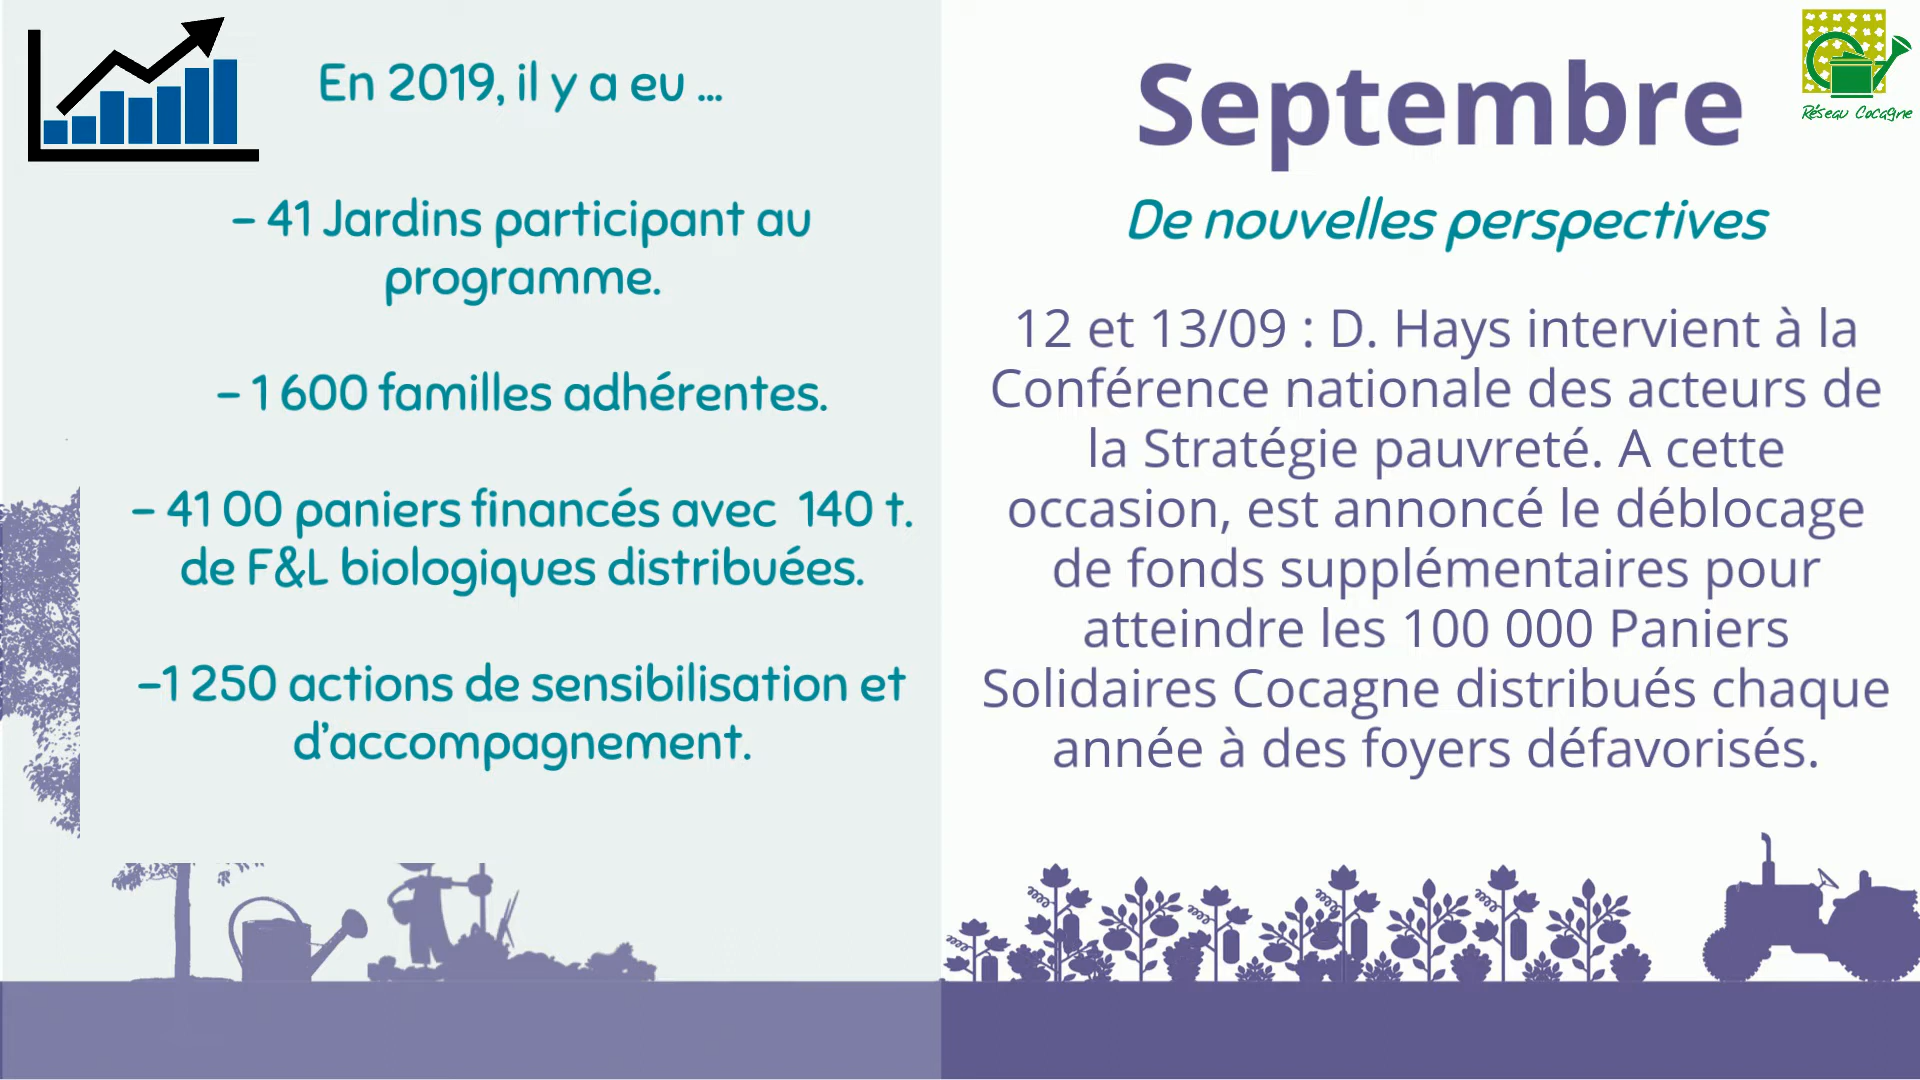 En 2019, il y a eu ...
- 41 Jardins participant au
programme.
- 1 600 familles adhérentes.
- 41 00 paniers financés avec 140 t.
de F&L biologiques distribuées.
-1 250 actions de sensibilisation et
d'accompagnement.
Septembre
De nouvelles perspectives
12 et 13/09 : D. Hays intervient à la
Conférence nationale des acteurs de
la Stratégie pauvreté. A cette
occasion, est annoncé le déblocage
de fonds supplémentaires pour
atteindre les 100 000 Paniers
Solidaires Cocagne distribués chaque
année à des foyers défavorisés.
Réseau Cocagne